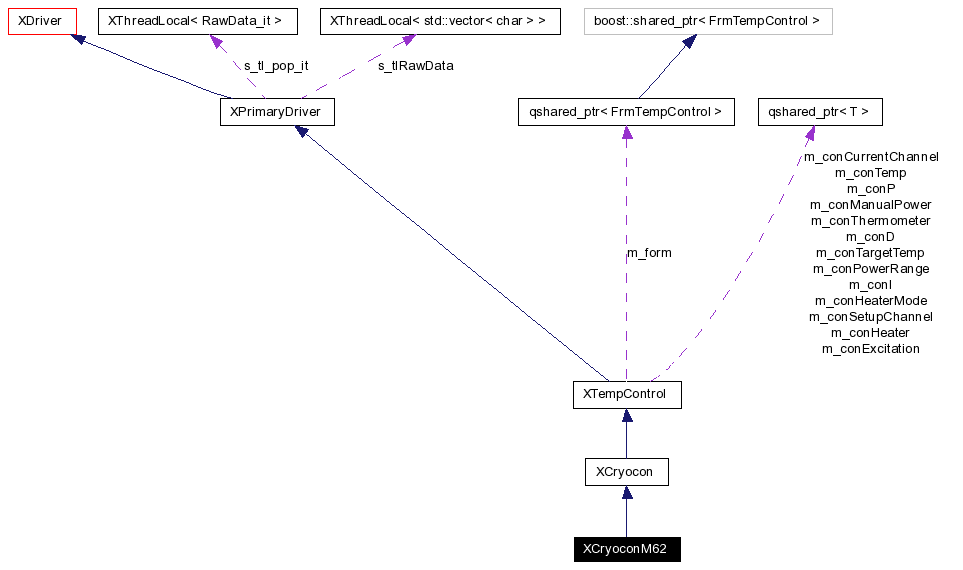 XDriver
XThreadLocal< RawData_it >
XThreadLocal< std::vector< char > >
boost::shared_ptr< FrmTempControl >
s_tl_pop_it
s_tlRawData
XPrimaryDriver
qshared_ptr< FrmTempControl >
qshared_ptr< T >
m_conCurrentChannel
m_conTemp
m_conP
m_conManualPower
m_conThermometer
m_conD
m_conTargetTemp
m_conPowerRange
m_conI
m_conHeaterMode
m_conSetupChannel
m_conHeater
m_conExcitation
m_form
XTempControl
XCryocon
XCryoconM62